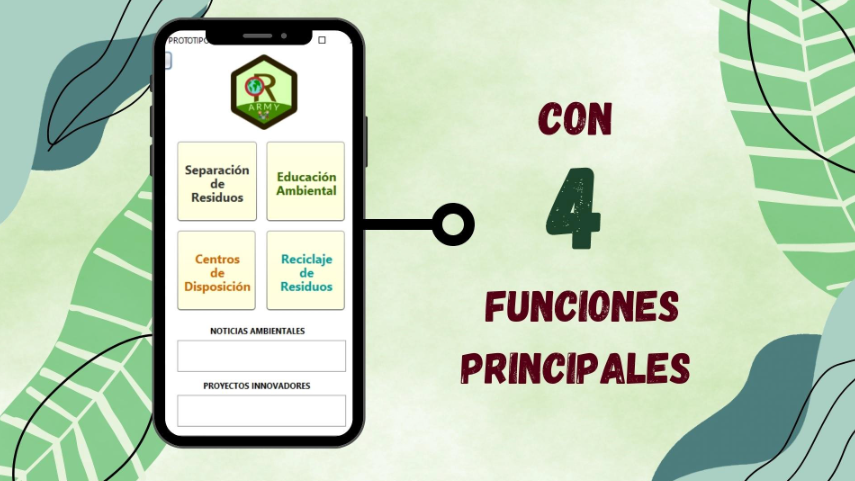 PROTOTIPO
R
ARMY
Separación
de
Residuos
Educación
Ambiental
Centros
de
Disposición
Reciclaje
de
Residuos
NOTICIAS AMBIENTALES
PROYECTOS INNOVADORES
CON
4
FUNCIONES
PRINCIPALES